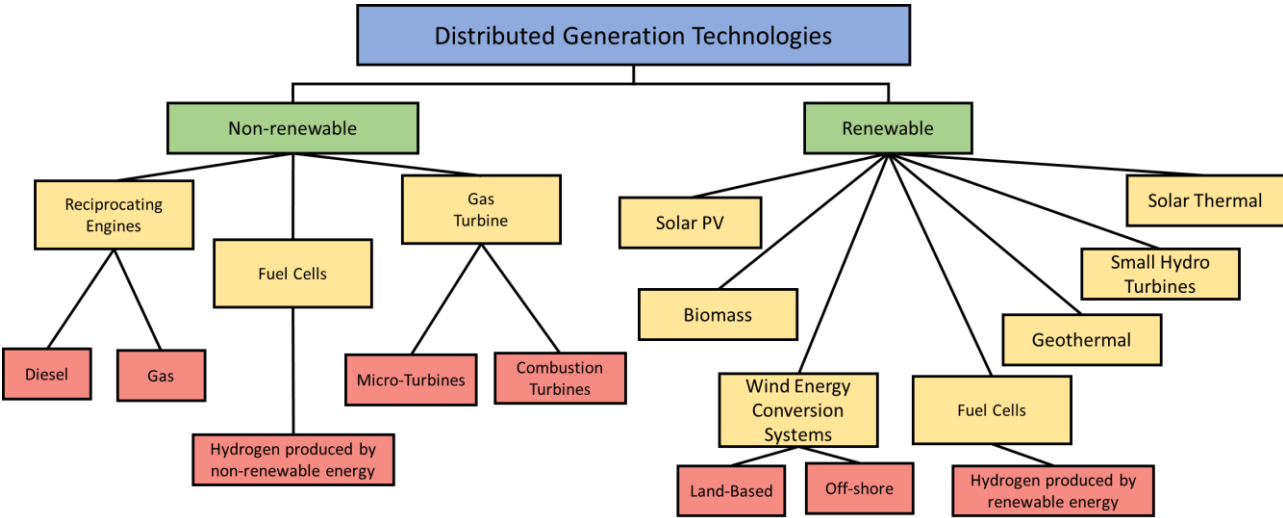 Distributed Generation Technologies
Non-renewable
Renewable
Reciprocating
Engines
Fuel Cells
Gas
Turbine
Solar PV
Biomass
Wind Energy
Conversion
Systems
Fuel Cells
Geothermal
Small Hydro
Turbines
Solar Thermal
Diesel
Gas
Hydrogen produced by
non-renewable energy
Micro-Turbines
Combustion
Turbines
Land-Based
Off-shore
Hydrogen produced by
renewable energy